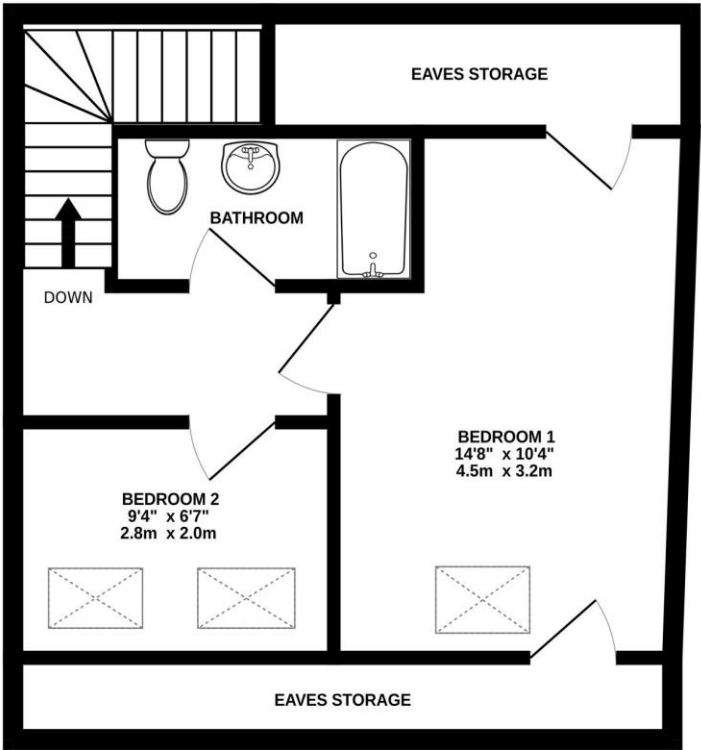 EAVES STORAGE
BATHROOM
DOWN
BEDROOM 1
14'8" x 10'4"
4.5m x 3.2m
BEDROOM 2
9'4" x 6'7"
2.8m x 2.0m
EAVES STORAGE